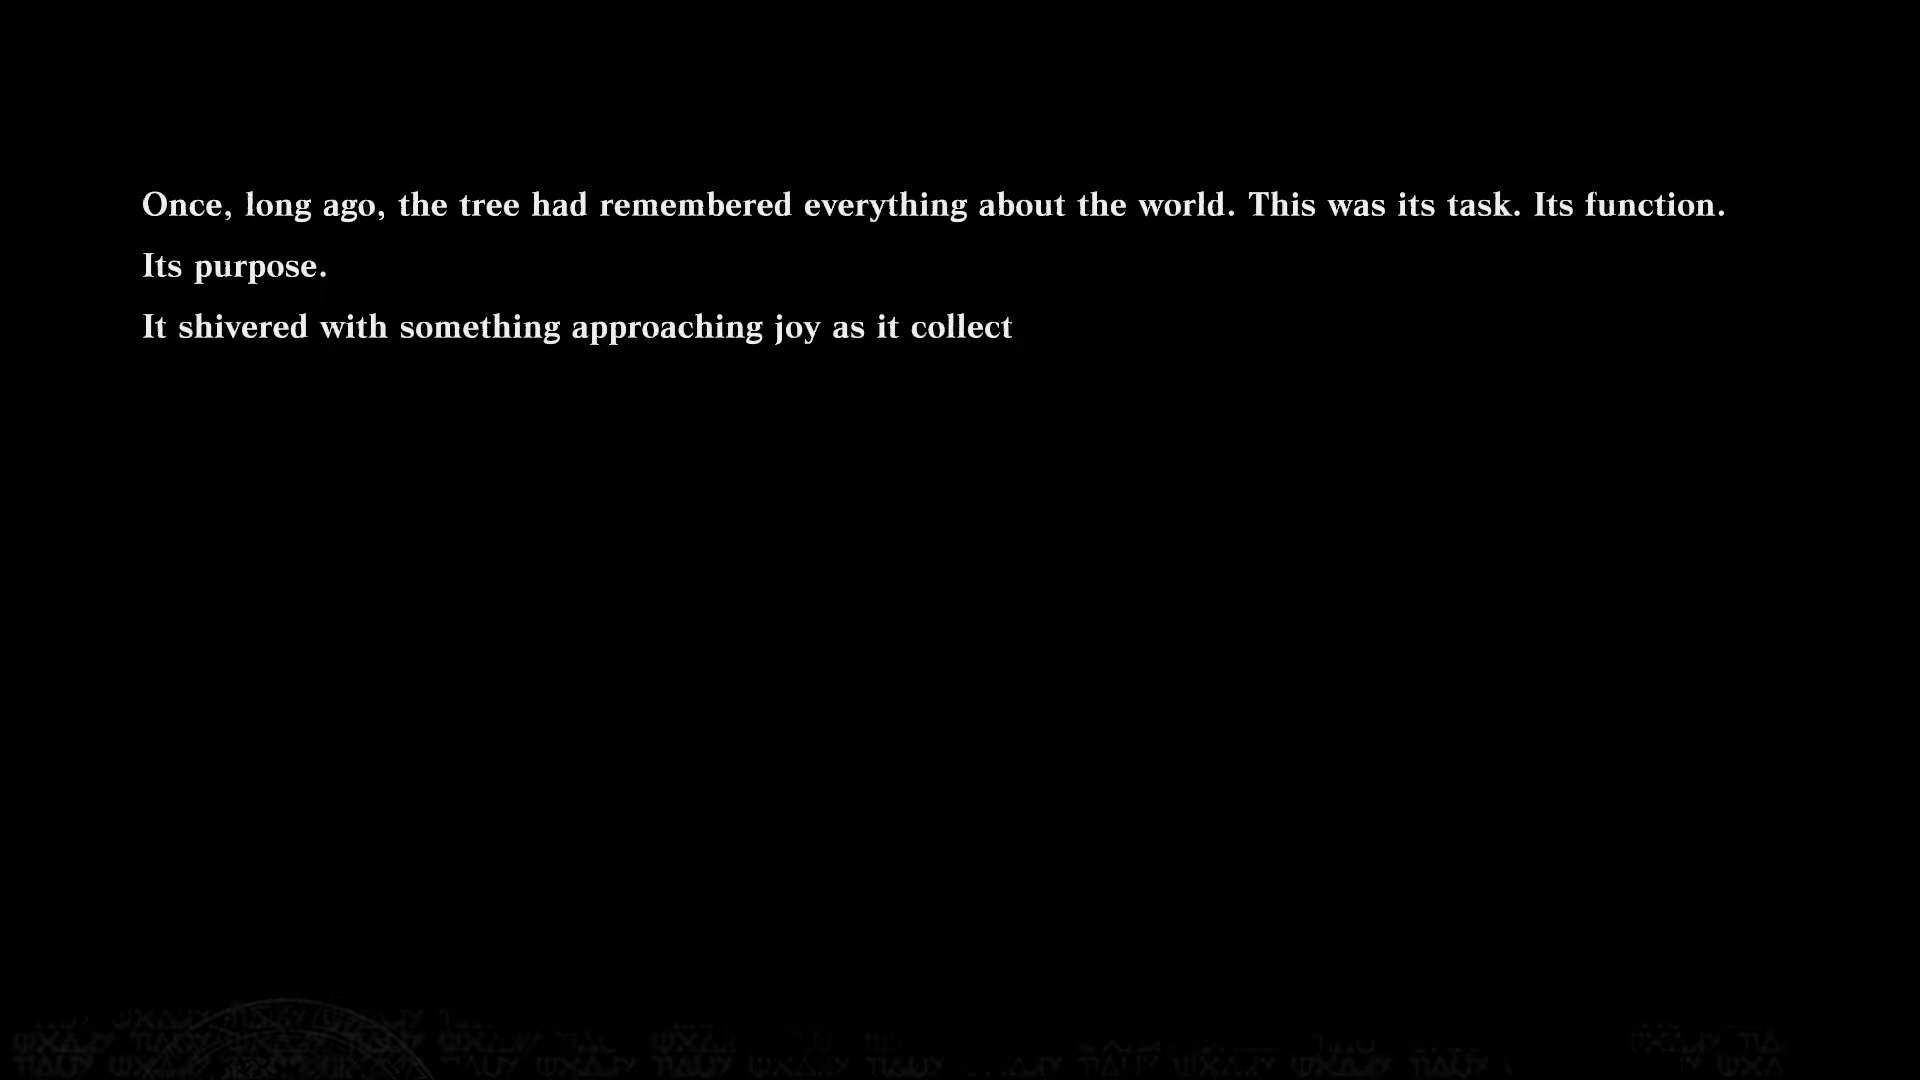 Once, long ago, the tree had remembered everything about the world. This was its task. Its function.
Its purpose.
It shivered with something approaching joy as it collect